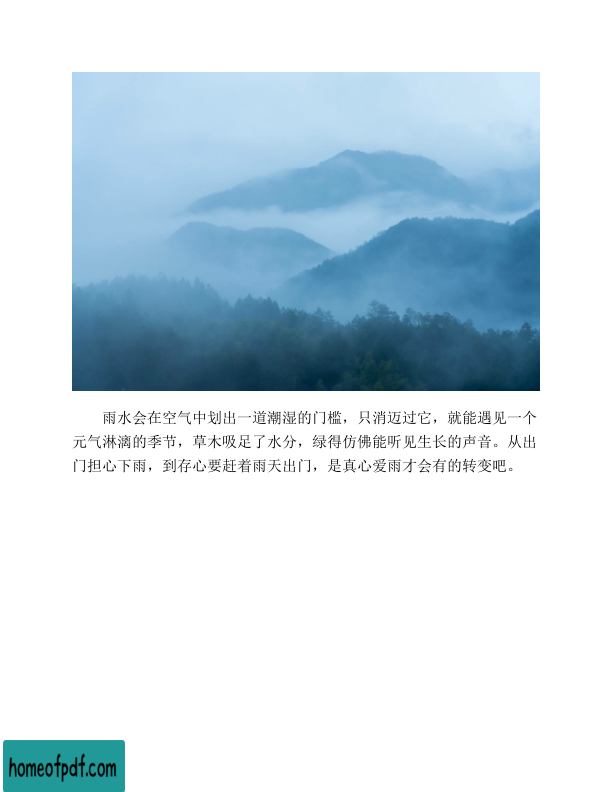 雨水会在空气中划出一道潮湿的门槛，只消迈过它，就能遇见一个
元气淋漓的季节，草木吸足了水分，绿得仿佛能听见生长的声音。从出
门担心下雨，到存心要赶着雨天出门，是真心爱雨才会有的转变吧。
homeofpdf.com